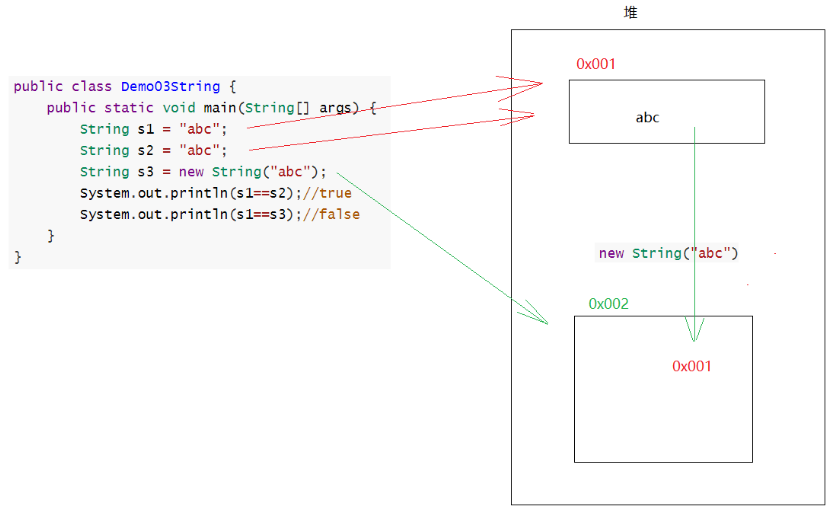 堆
public class Demo03String {
    public static void main(String[] args) {
        String s1 = "abc";
        String s2 = "abc";
        String s3 = new String("abc");
        System.out.println(s1==s2);//true
        System.out.println(s1==s3);//false
    }
}
0x001
abc
new String("abc")
0x002
0x001